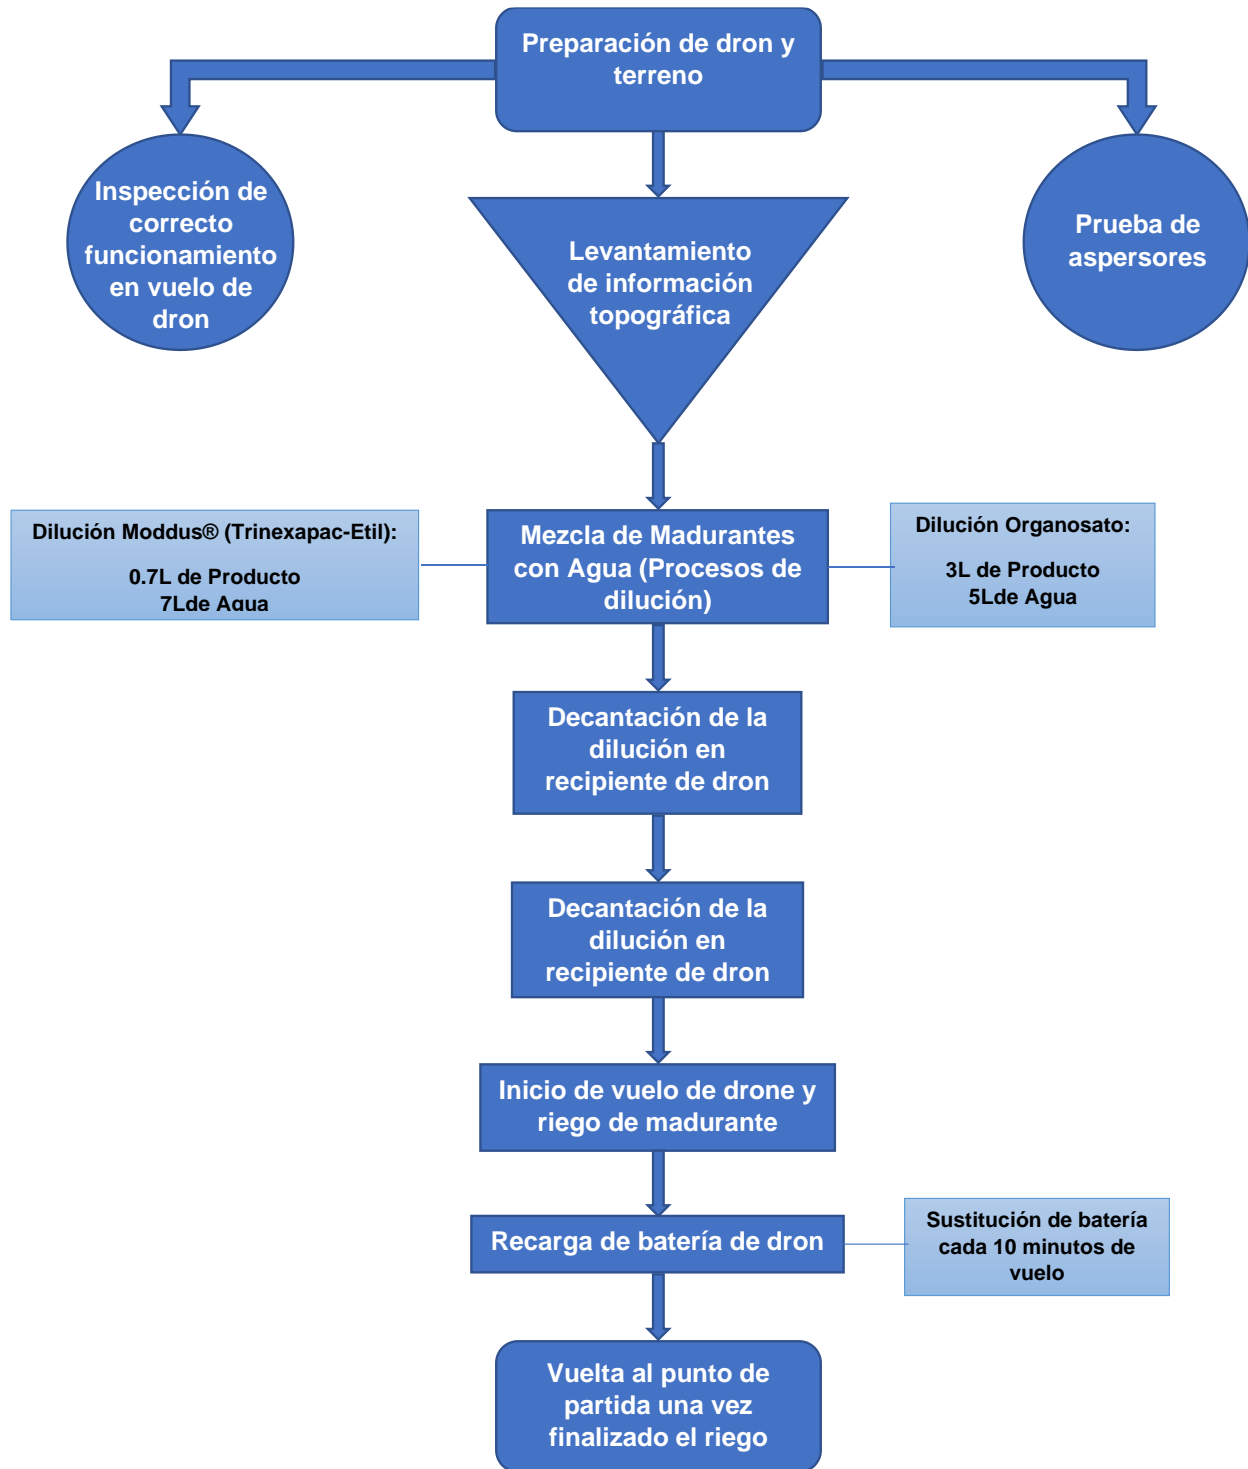 Preparación de dron y
terreno
Inspección de
correcto
funcionamiento
en vuelo de
dron
Levantamiento
de información
topográfica
Prueba de
aspersores
Dilución Moddus® (Trinexapac-Etil):
0.7L de Producto
7Lde Agua
Mezcla de Madurantes
con Agua (Procesos de
dilución)
Dilución Organosato:
3L de Producto
5Lde Agua
Decantación de la
dilución en
recipiente de dron
Decantación de la
dilución en
recipiente de dron
Inicio de vuelo de drone y
riego de madurante
Recarga de batería de dron
Sustitución de batería
cada 10 minutos de
vuelo
Vuelta al punto de
partida una vez
finalizado el riego